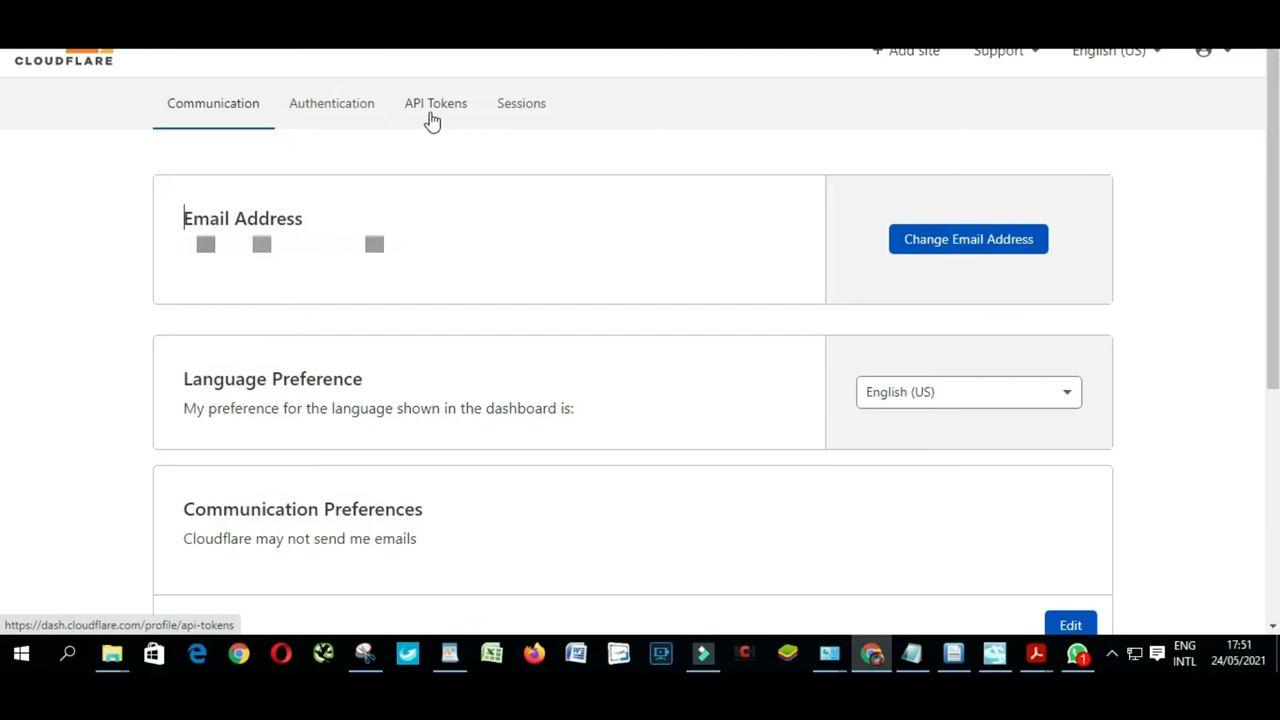 CLOUDFLARE
+ Add site
Support
English (US)
Communication
Authentication
API Tokens
Sessions
Email Address
Change Email Address
Language Preference
My preference for the language shown in the dashboard is:
English (US)
Communication Preferences
Cloudflare may not send me emails
Edit
https://dash.cloudflare.com/profile/api-tokens
ENG
INTL
17:51
24/05/2021
1